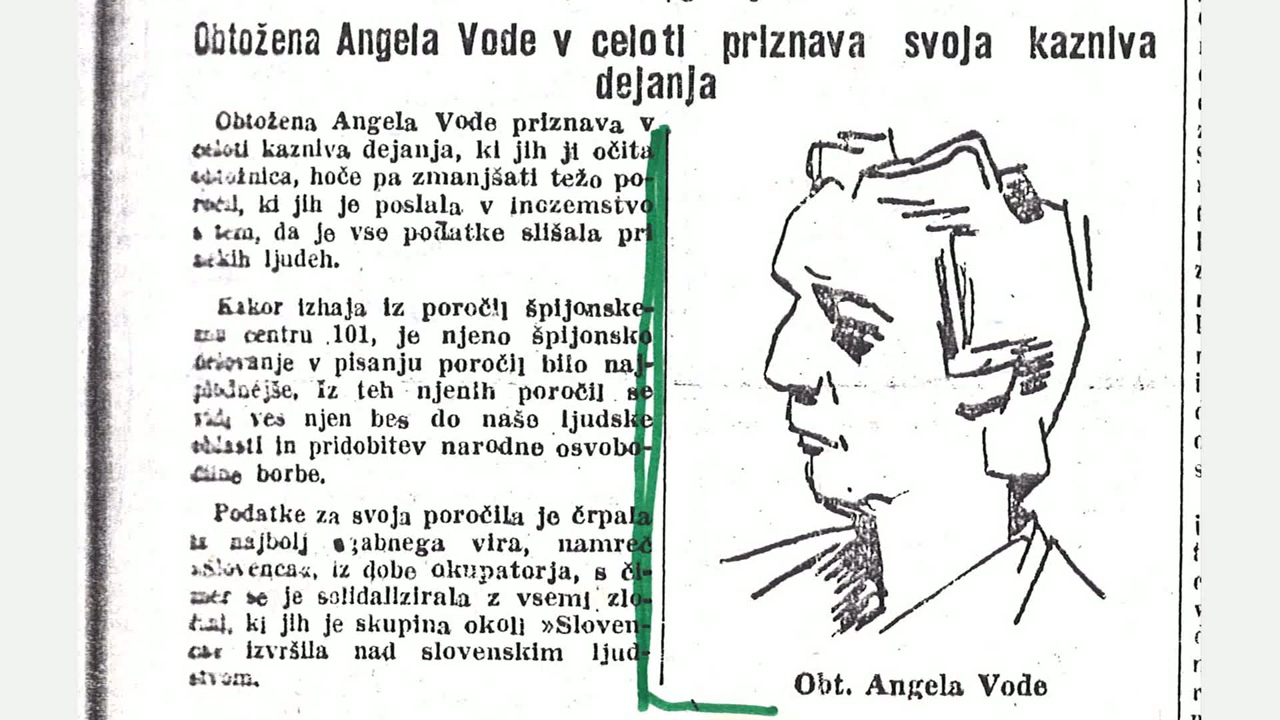 Obtožena Angela Vode v celoti priznava svoja kazniva
dejanja
Obtožena Angela Vode priznava v
celoti kazniva dejanja, ki jih ji očita
obtožnica, hoče pa zmanjšati težo po-
ročil, ki jih je poslala v inozemstvo
s tem, da je vse podatke slišala pri
nekih ljudeh.
Kakor izhaja iz poročil špijonske-
mu centru 101, je njeno špijonsko
delovanje v pisanju poročil bilo naj-
plodnejše. Iz teh njenih poročil se
vidi ves njen bes do naše ljudske
oblasti in pridobitev narodne osvobo-
dilne borbe.
Podatke za svoja poročila je črpala
iz najbolj vira, namreč
»Slovenca«, iz dobe okupatorja, s či-
mer se je solidalizirala z vsemi zlo-
čini, ki jih je skupina okoli »Sloven-
ca« izvršila nad slovenskim ljud-
stvom.
Obt. Angela Vode